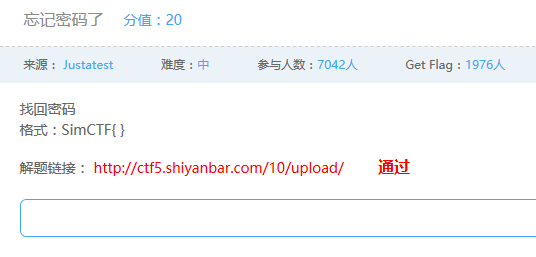 忘记密码了 分值：20
来源： Justatest 难度：中 参与人数：7042人 Get Flag：1976人
找回密码
格式：SimCTF{ }
解题链接： http://ctf5.shiyanbar.com/10/upload/ 通过